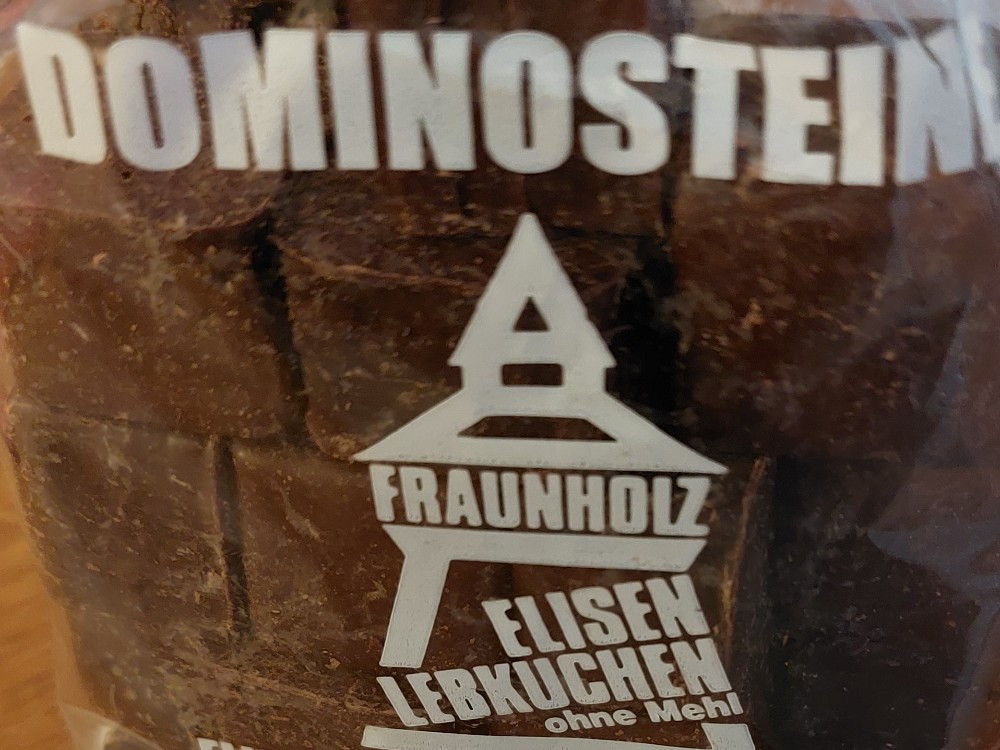 DOMINOSTEINE
FRAUNHOLZ
ELISEN
LEBKUCHEN
ohne Mehl